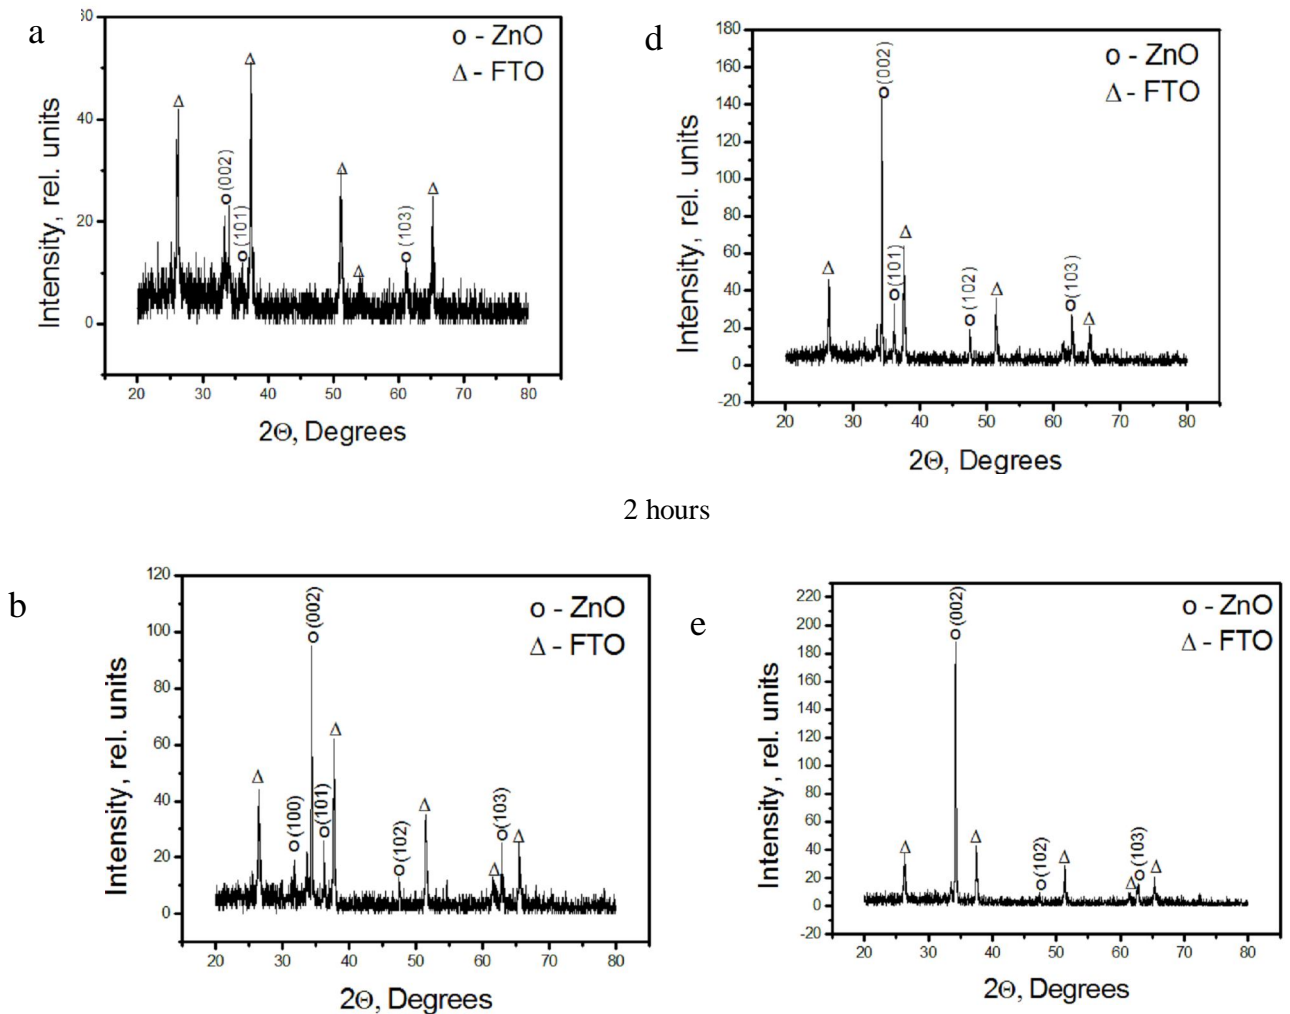 a
80
40
20
0
20 30 40 50 60 70 80
Intensity, rel. units
2Θ, Degrees
o - ZnO
Δ - FTO
Δ
o (002)
o (101)
Δ
Δ
Δ
o (103)
Δ
d
180
160
140
120
100
80
60
40
20
0
-20
20 30 40 50 60 70 80
Intensity, rel. units
2Θ, Degrees
o - ZnO
Δ - FTO
Δ
o (002)
o (101)
Δ
o (102)
Δ
o (103)
Δ
2 hours
b
120
100
80
60
40
20
0
20 30 40 50 60 70 80
Intensity, rel. units
2Θ, Degrees
o - ZnO
Δ - FTO
Δ
o (100)
o (002)
o (101)
Δ
o (102)
Δ
Δ
o (103)
Δ
e
220
200
180
160
140
120
100
80
60
40
20
0
-20
20 30 40 50 60 70 80
Intensity, rel. units
2Θ, Degrees
o - ZnO
Δ - FTO
Δ
o (002)
Δ
o (102)
Δ
Δ
o (103)
Δ